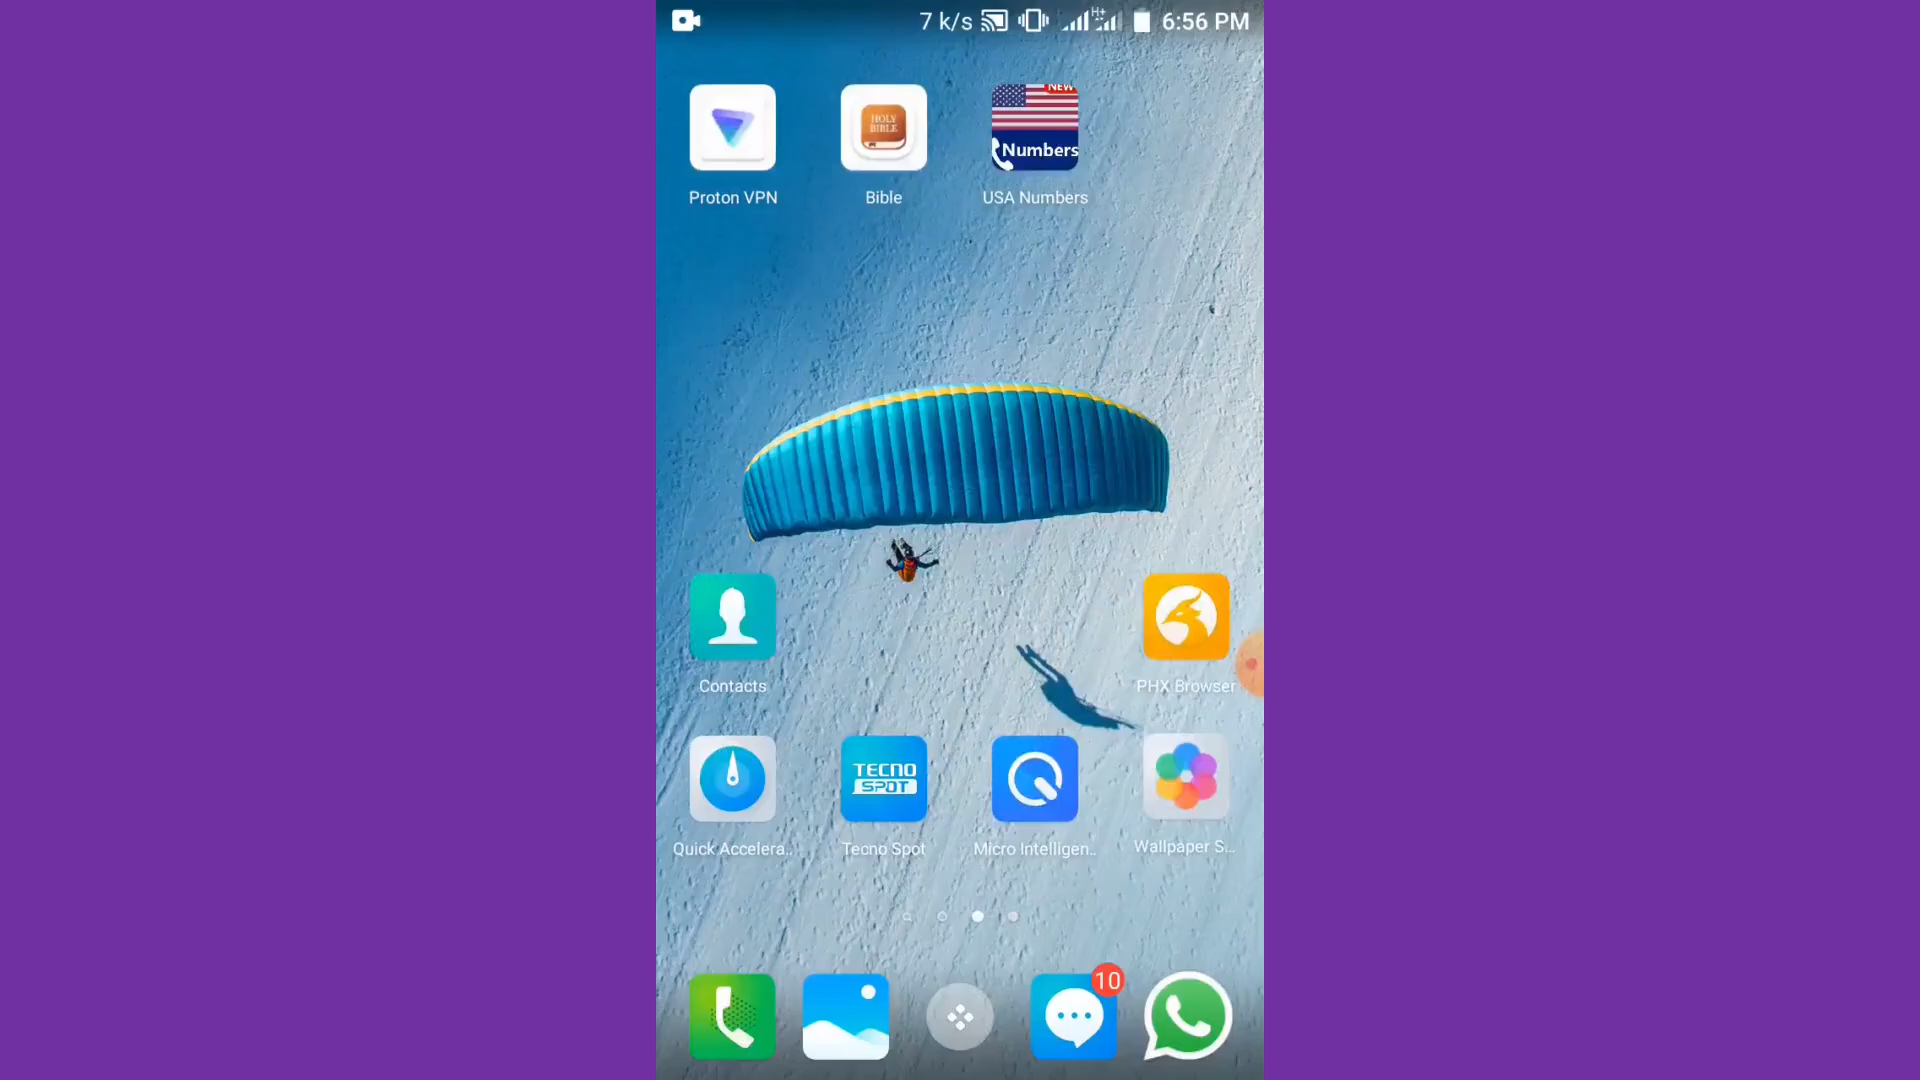 7 k/s H+ 6:56 PM
NEW
HOLY
BIBLE
Numbers
Proton VPN Bible USA Numbers
Contacts PHX Browser
TECNO
SPOT
Quick Accelera.. Tecno Spot Micro Intelligen.. Wallpaper S...
10